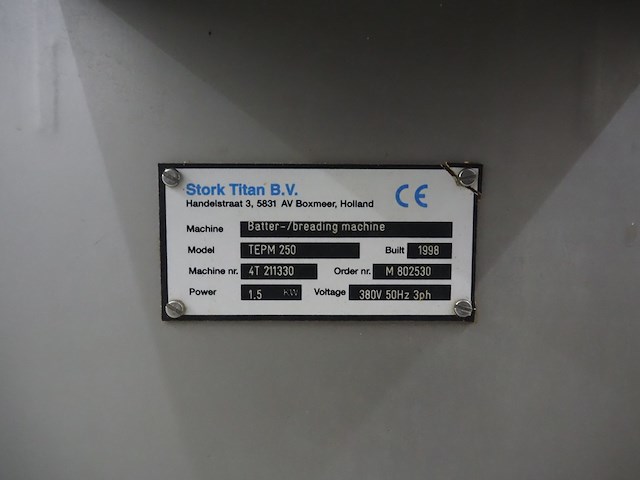 Stork Titan B.V. CE
Handelstraat 3, 5831 AV Boxmeer, Holland
Machine Batter-/breading machine
Model TEPM 250 Built 1998
Machine nr. 4T 211330 Order nr. M 802530
Power 1.5 KW Voltage 380V 50Hz 3ph